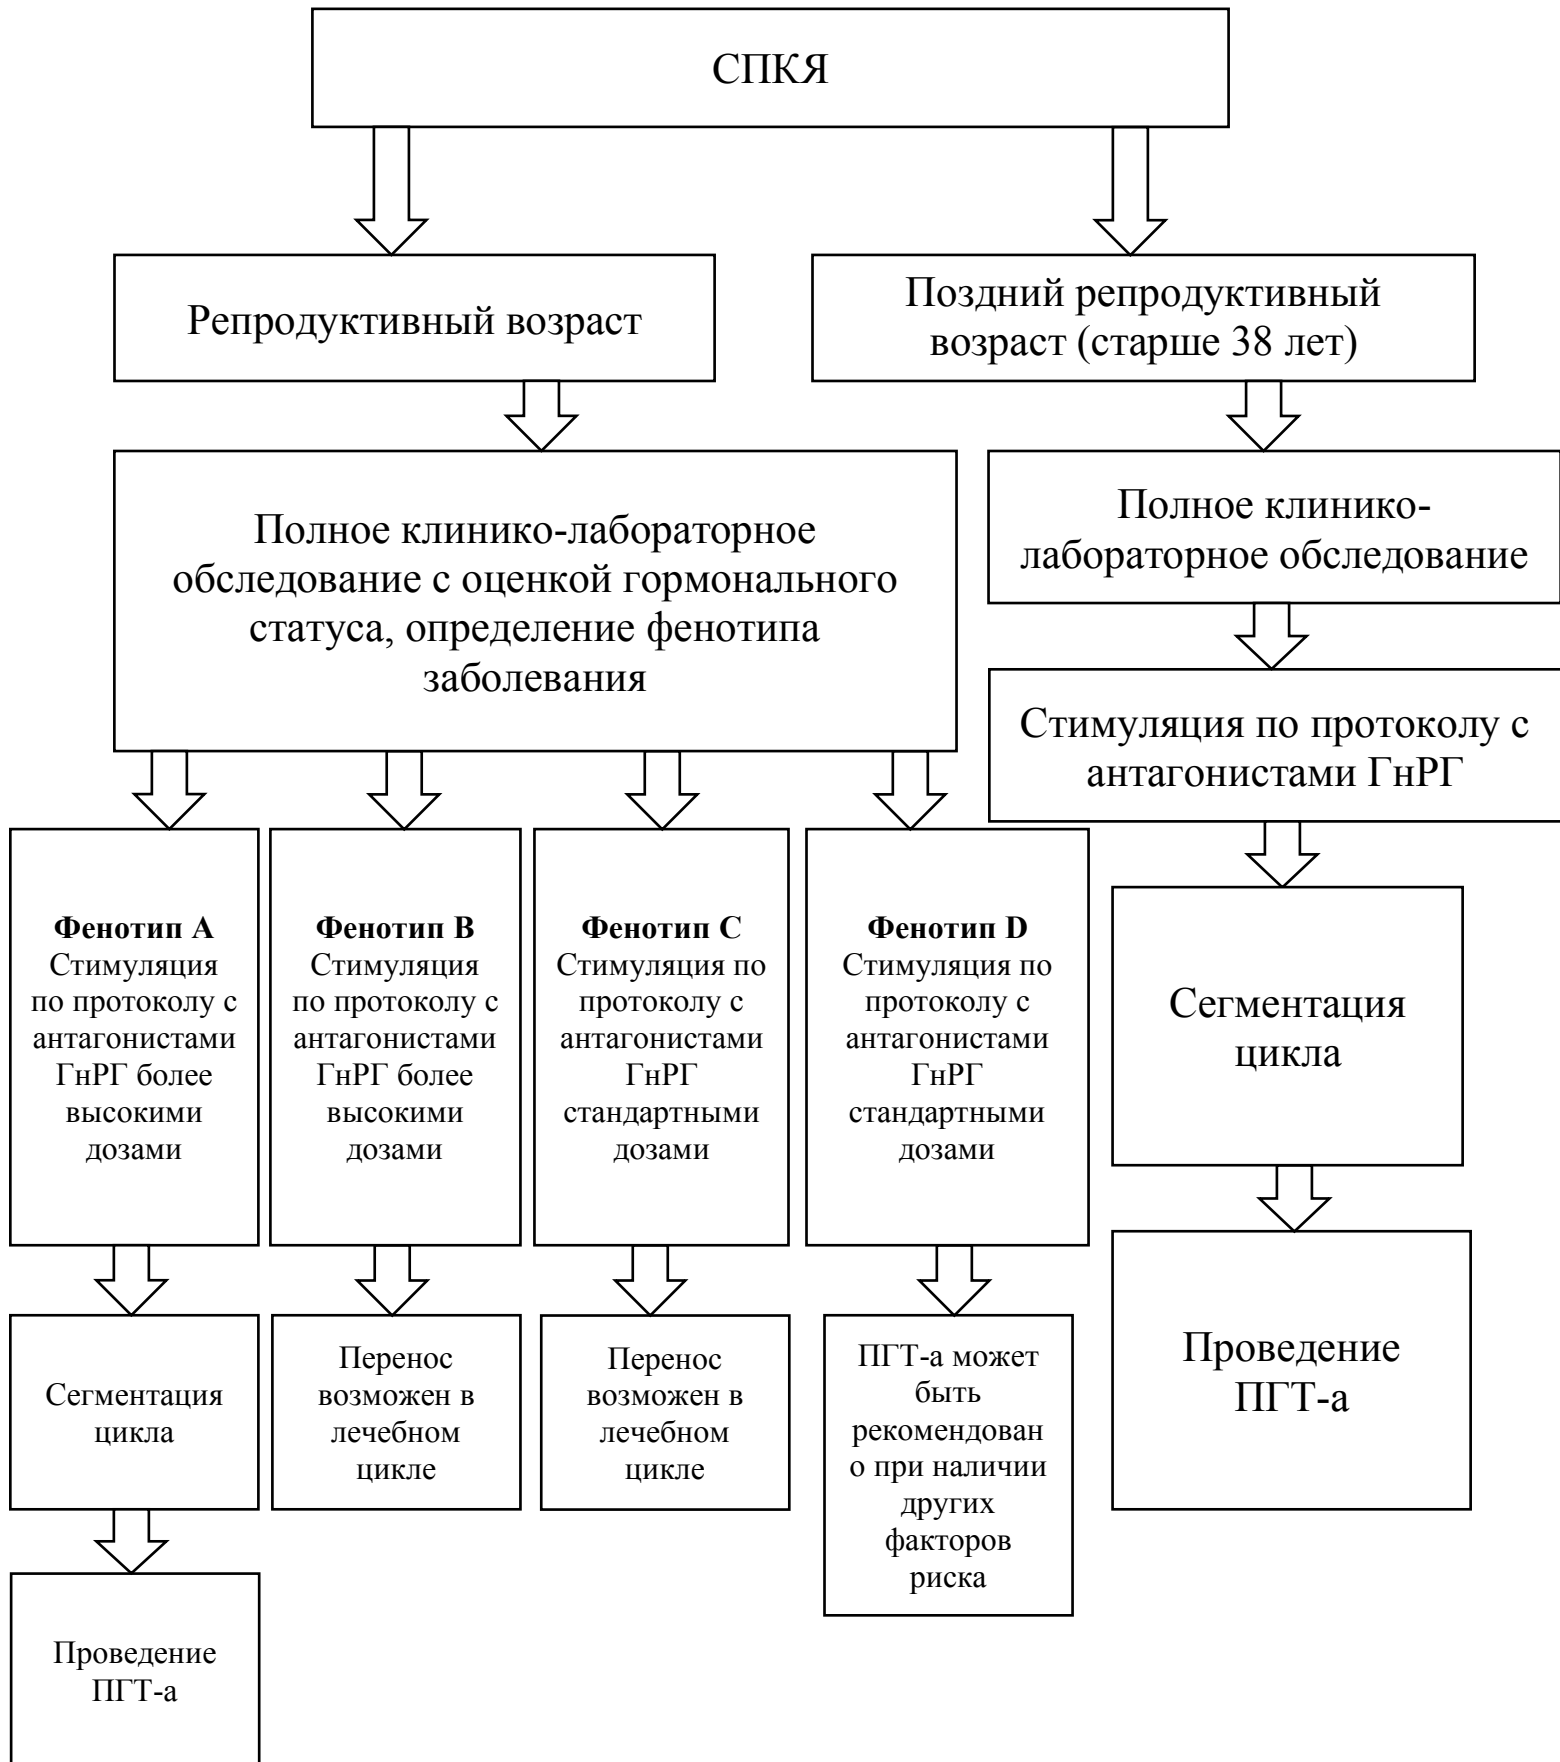 СПКЯ
Репродуктивный возраст
Поздний репродуктивный
возраст (старше 38 лет)
Полное клинико-лабораторное
обследование с оценкой гормонального
статуса, определение фенотипа
заболевания
Полное клинико-
лабораторное обследование
Стимуляция по протоколу с
антагонистами ГнРГ
Фенотип A
Стимуляция
по протоколу с
антагонистами
ГнРГ более
высокими
дозами
Фенотип B
Стимуляция
по протоколу с
антагонистами
ГнРГ более
высокими
дозами
Фенотип C
Стимуляция по
протоколу с
антагонистами
ГнРГ
стандартными
дозами
Фенотип D
Стимуляция по
протоколу с
антагонистами
ГнРГ
стандартными
дозами
Сегментация
цикла
Сегментация
цикла
Перенос
возможен в
лечебном
цикле
Перенос
возможен в
лечебном
цикле
ПГТ-а может
быть
рекомендован
о при наличии
других
факторов
риска
Проведение
ПГТ-а
Проведение
ПГТ-а